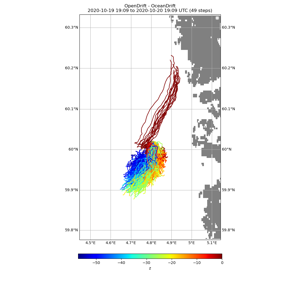 OpenDrift - OceanDrift
2020-10-19 19:09 to 2020-10-20 19:09 UTC (49 steps)
60.3°N 60.3°N
60.2°N 60.2°N
60.1°N 60.1°N
60°N 60°N
59.9°N 59.9°N
59.8°N 59.8°N
4.5°E 4.6°E 4.7°E 4.8°E 4.9°E 5°E 5.1°E
−50 −40 −30 −20 −10 0
z